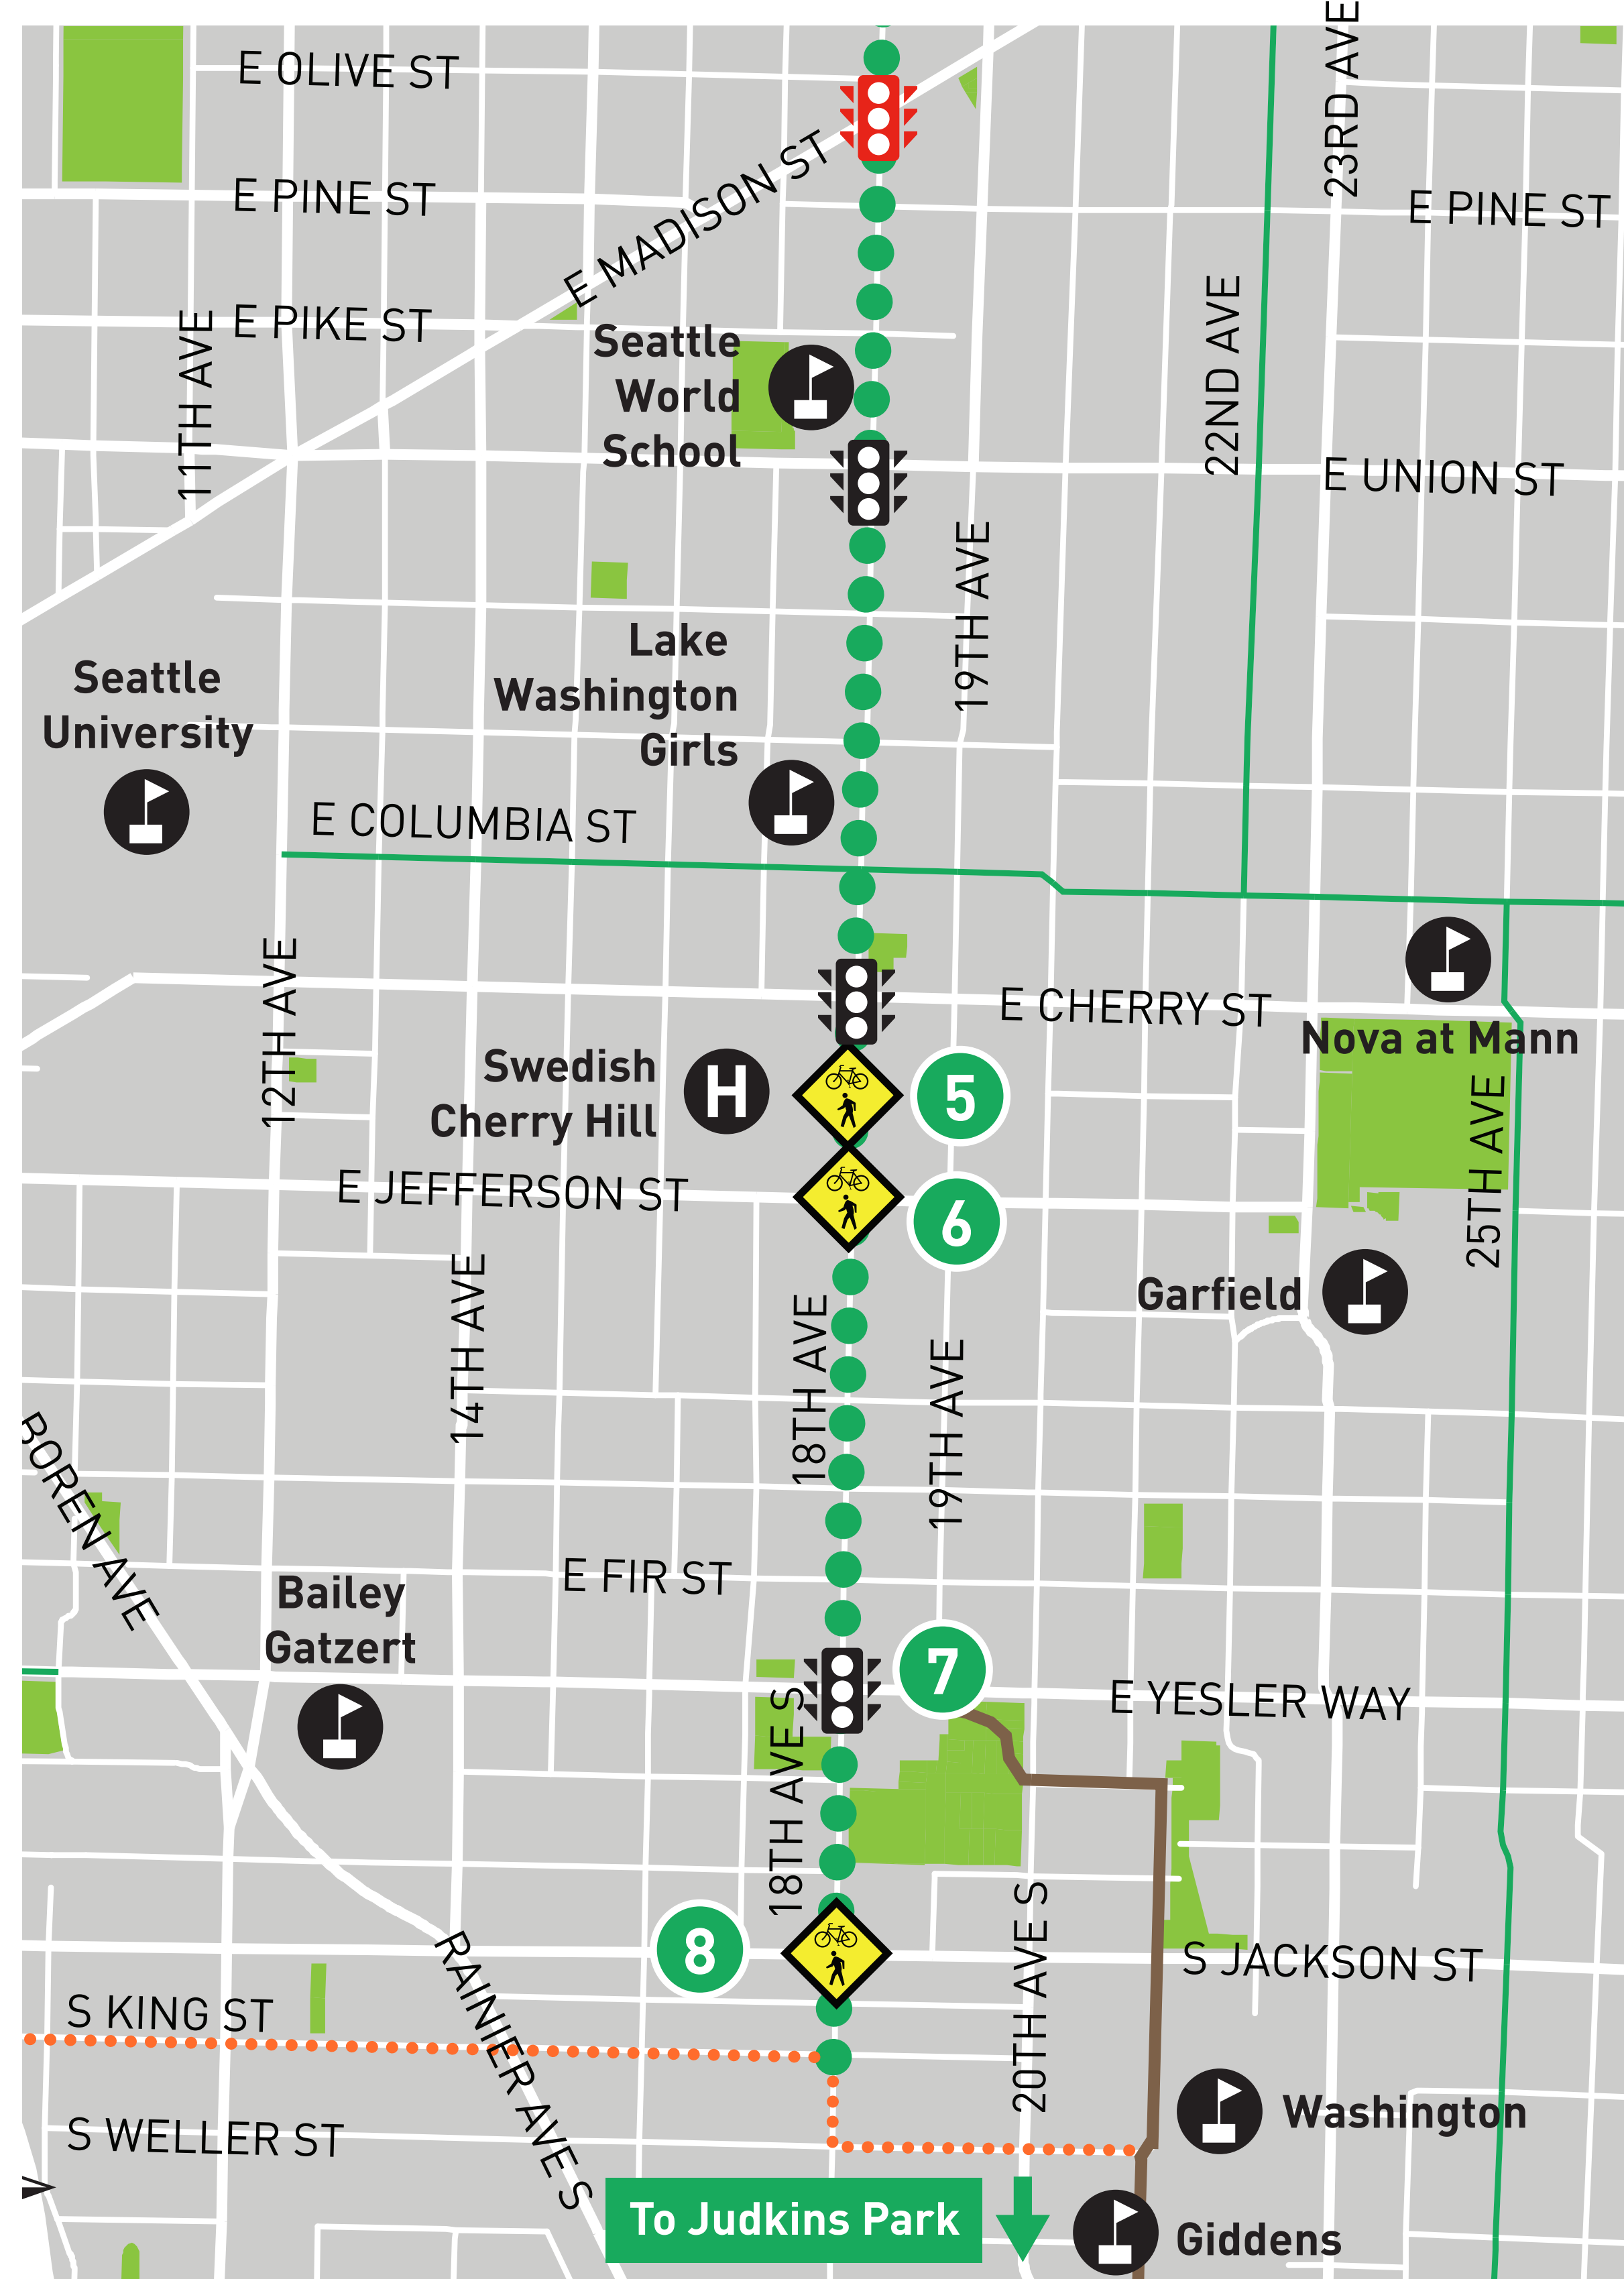 E OLIVE ST
23RD AVE
E PINE ST
E PINE ST
E MADISON ST
E PIKE ST
11TH AVE
Seattle
World
School
22ND AVE
E UNION ST
19TH AVE
Lake
Washington
Girls
Seattle
University
E COLUMBIA ST
12TH AVE
E CHERRY ST
Nova at Mann
Swedish
Cherry Hill
H
5
25TH AVE
E JEFFERSON ST
6
14TH AVE
18TH AVE
Garfield
19TH AVE
BOREN AVE
E FIR ST
Bailey
Gatzert
7
E YESLER WAY
18TH AVE S
8
20TH AVE S
S JACKSON ST
S KING ST
RAINIER AVE S
Washington
S WELLER ST
To Judkins Park
Giddens